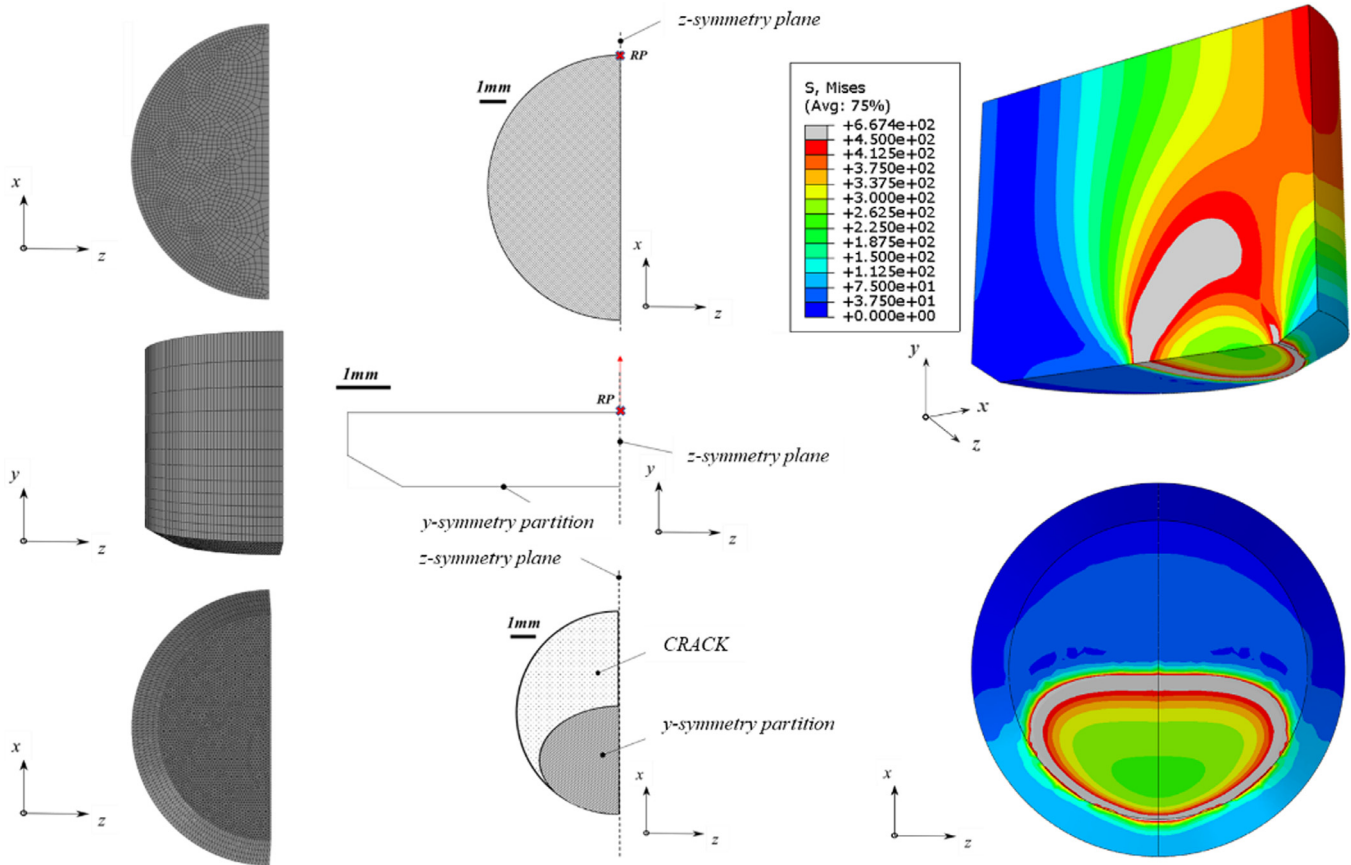 z-symmetry plane
RP
1mm
x
z
x
z
S, Mises
(Avg: 75%)
+6.674e+02
+4.500e+02
+4.125e+02
+3.750e+02
+3.375e+02
+3.000e+02
+2.625e+02
+2.250e+02
+1.875e+02
+1.500e+02
+1.125e+02
+7.500e+01
+3.750e+01
+0.000e+00
y
x
z
1mm
RP
z-symmetry plane
y
z
y
z
y-symmetry partition
z-symmetry plane
1mm
CRACK
y-symmetry partition
x
z
x
z
x
z